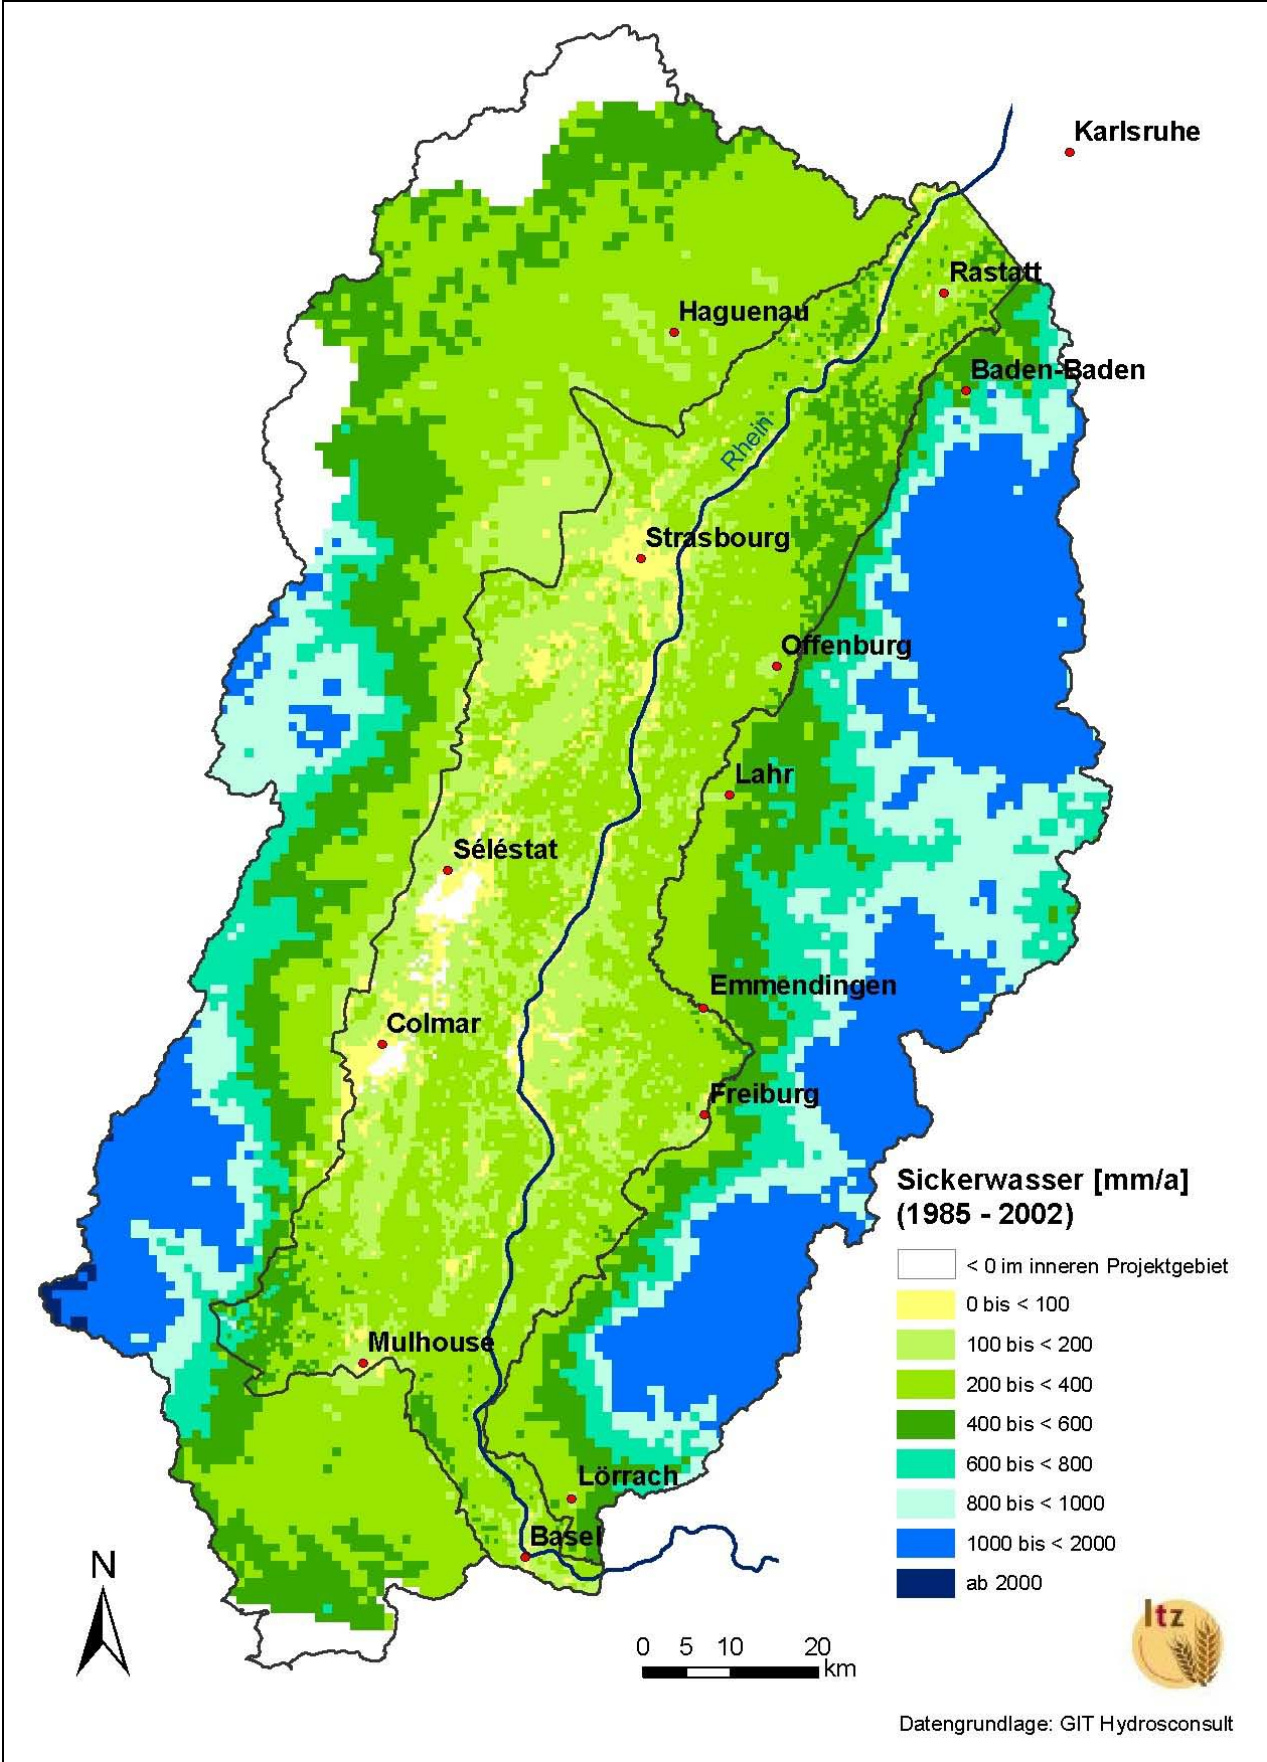 Karlsruhe
Rastatt
Haguenau
Baden-Baden
Rhein
Strasbourg
Offenburg
Lahr
Séléstat
Emmendingen
Colmar
Freiburg
Sickerwasser [mm/a]
(1985 - 2002)
< 0 im inneren Projektgebiet
0 bis < 100
100 bis < 200
200 bis < 400
400 bis < 600
600 bis < 800
800 bis < 1000
1000 bis < 2000
ab 2000
Mulhouse
Lörrach
Basel
N
0 5 10 20
km
ltz
Datengrundlage: GIT Hydrosconsult